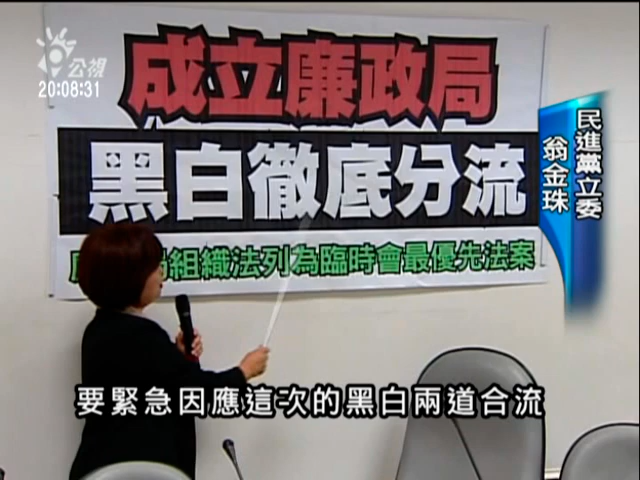 公視
20:08:31
成立廉政局
黑白徹底分流
組織法列為臨時會最優先法案
民進黨立委
翁金珠
要緊急因應這次的黑白兩道合流